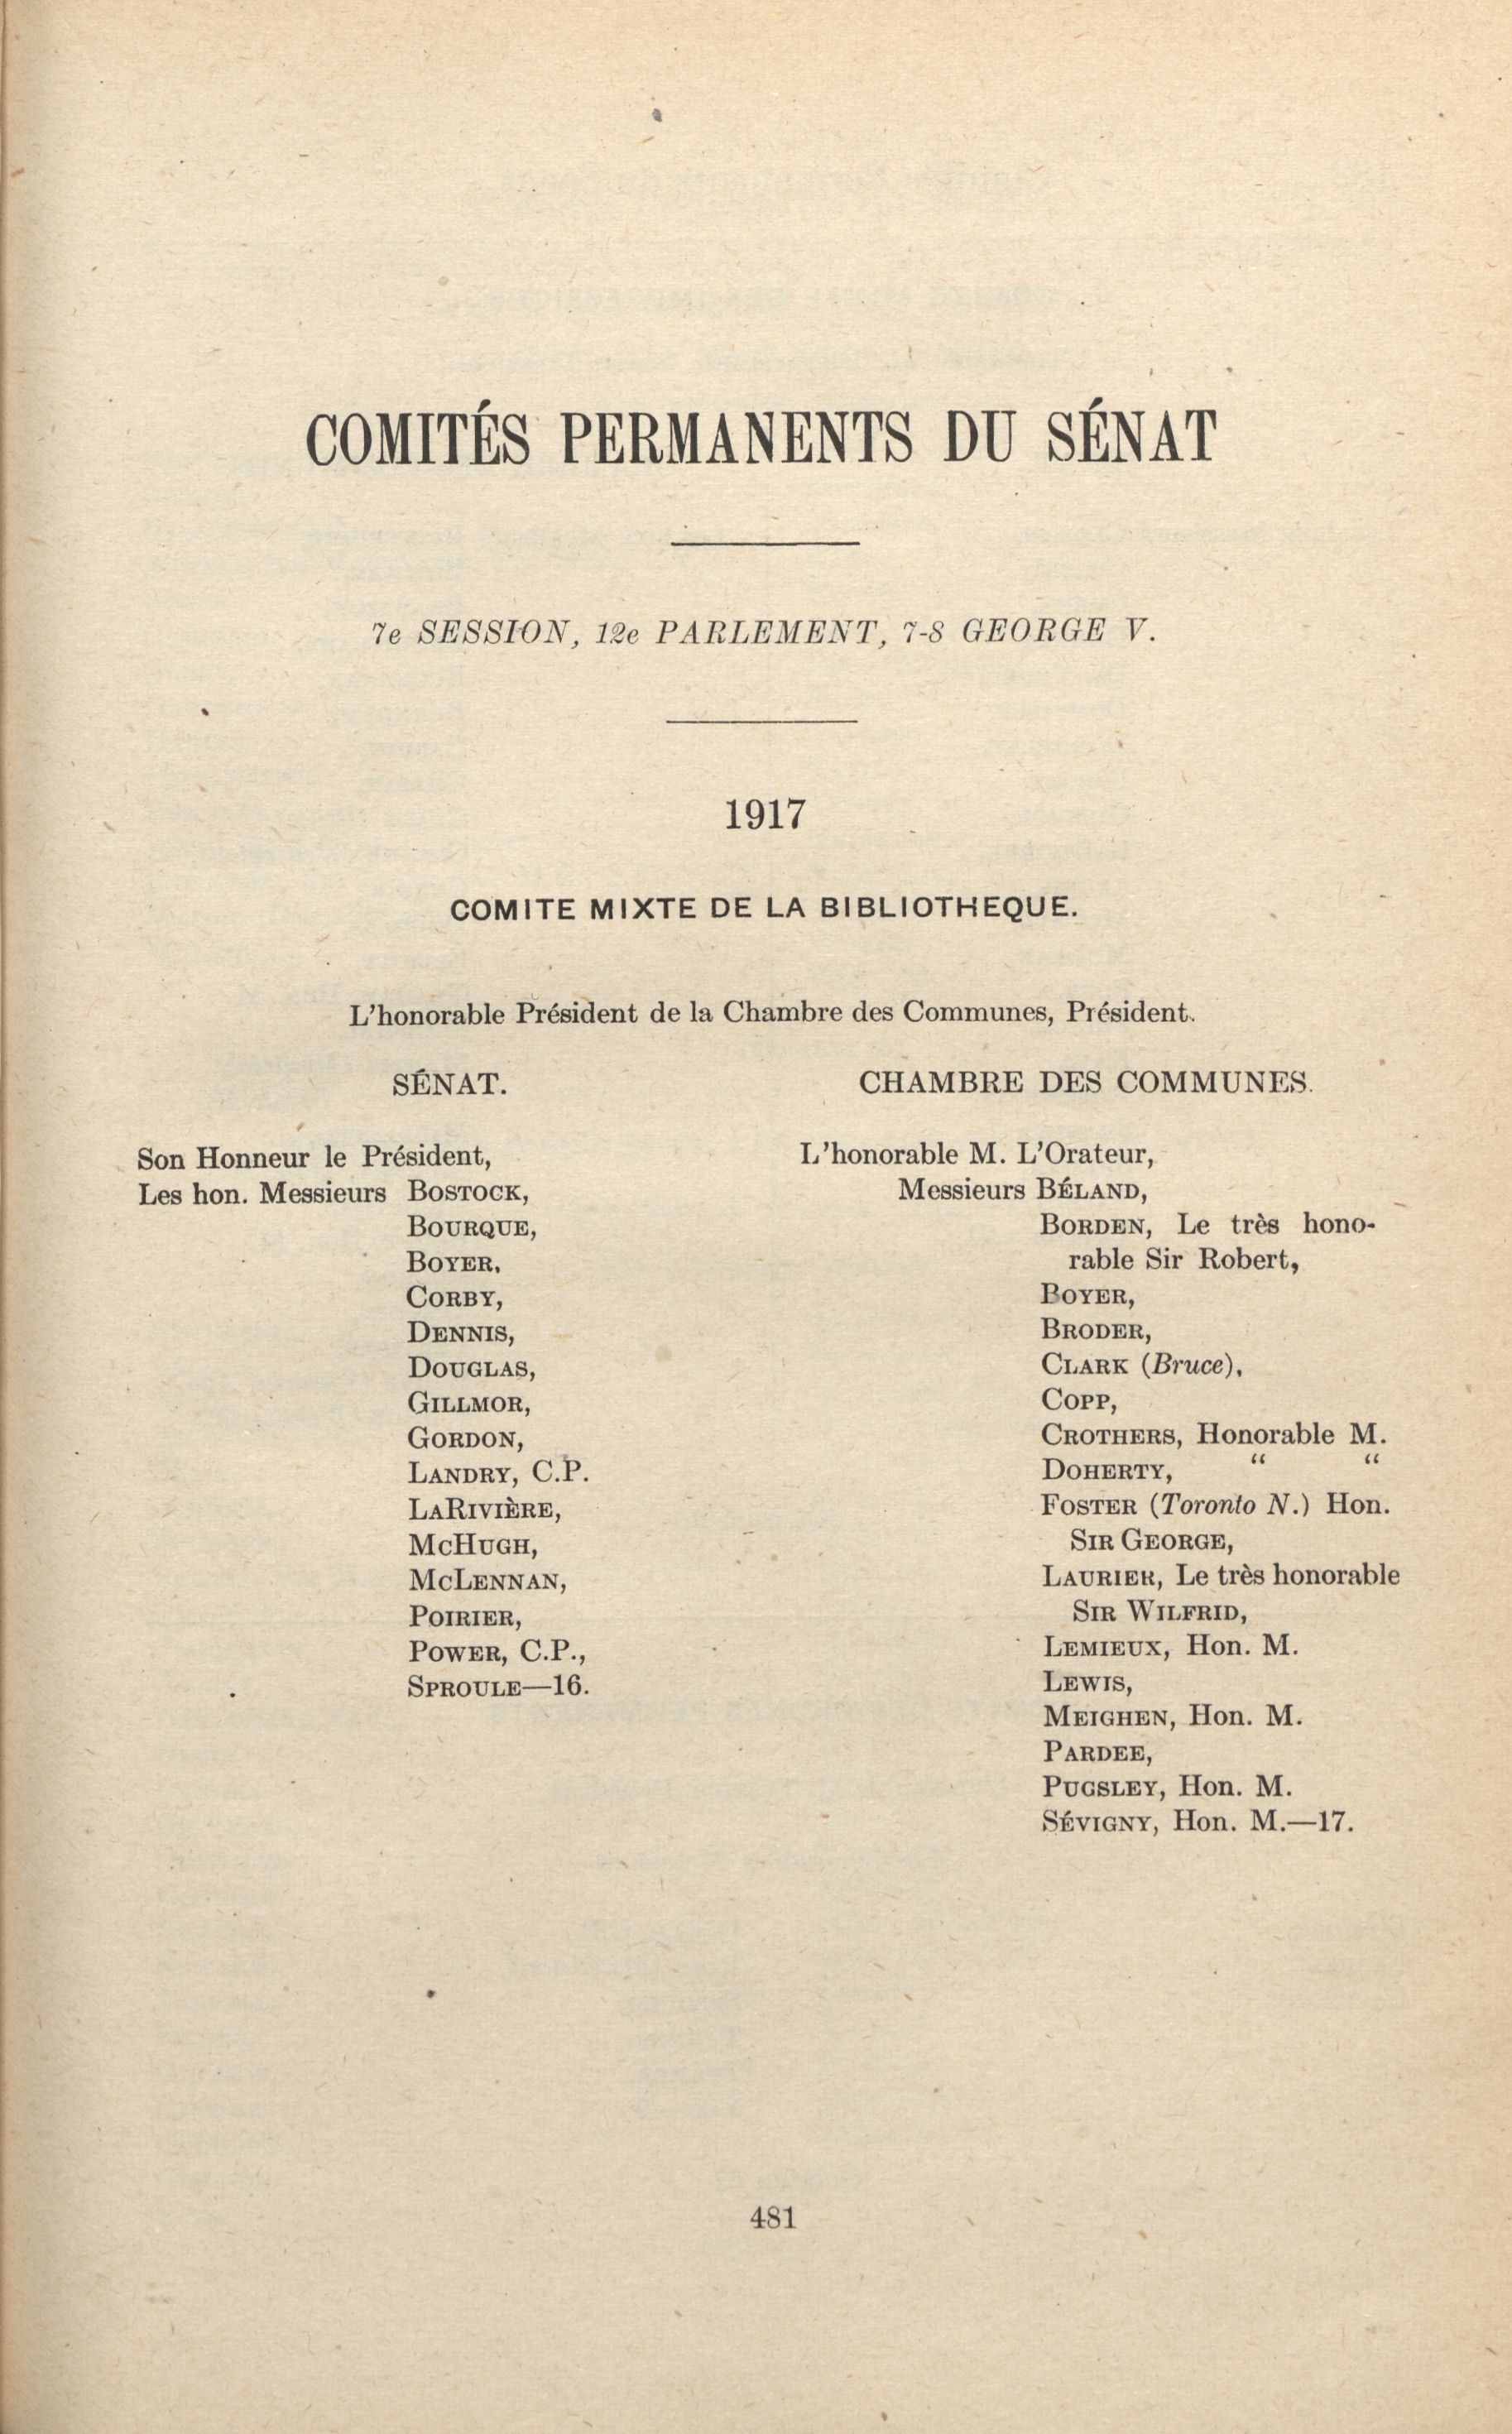 COMITÉS PERMANENTS DU SÉNAT
7e SESSION, 12e PARLEMENT, 7-8 GEORGE V.
1917
COMITE MIXTE DE LA BIBLIOTHEQUE.
L'honorable Président de la Chambre des Communes, Président.
SÉNAT.
Son Honneur le Président,
Les hon. Messieurs BOSTOCK,
BOURQUE,
BOYER,
CORBY,
DENNIS,
DOUGLAS,
GILLMOR,
GORDON,
LANDRY, C.P.
LARIVIÈRE,
MCHUGH,
MCLENNAN,
POIRIER,
POWER, C.P.,
SPROULE—16.
CHAMBRE DES COMMUNES.
L'honorable M. L'Orateur,
Messieurs BÉLAND,
BORDEN, Le très hono-
rable Sir Robert,
BOYER,
BRODER,
CLARK (Bruce),
COPP,
CROTHERS, Honorable M.
DOHERTY, “ “
FOSTER (Toronto N.) Hon.
SIR GEORGE,
LAURIER, Le très honorable
SIR WILFRID,
LEMIEUX, Hon. M.
LEWIS,
MEIGHEN, Hon. M.
PARDEE,
PUGSLEY, Hon. M.
SÉVIGNY, Hon. M.—17.
481